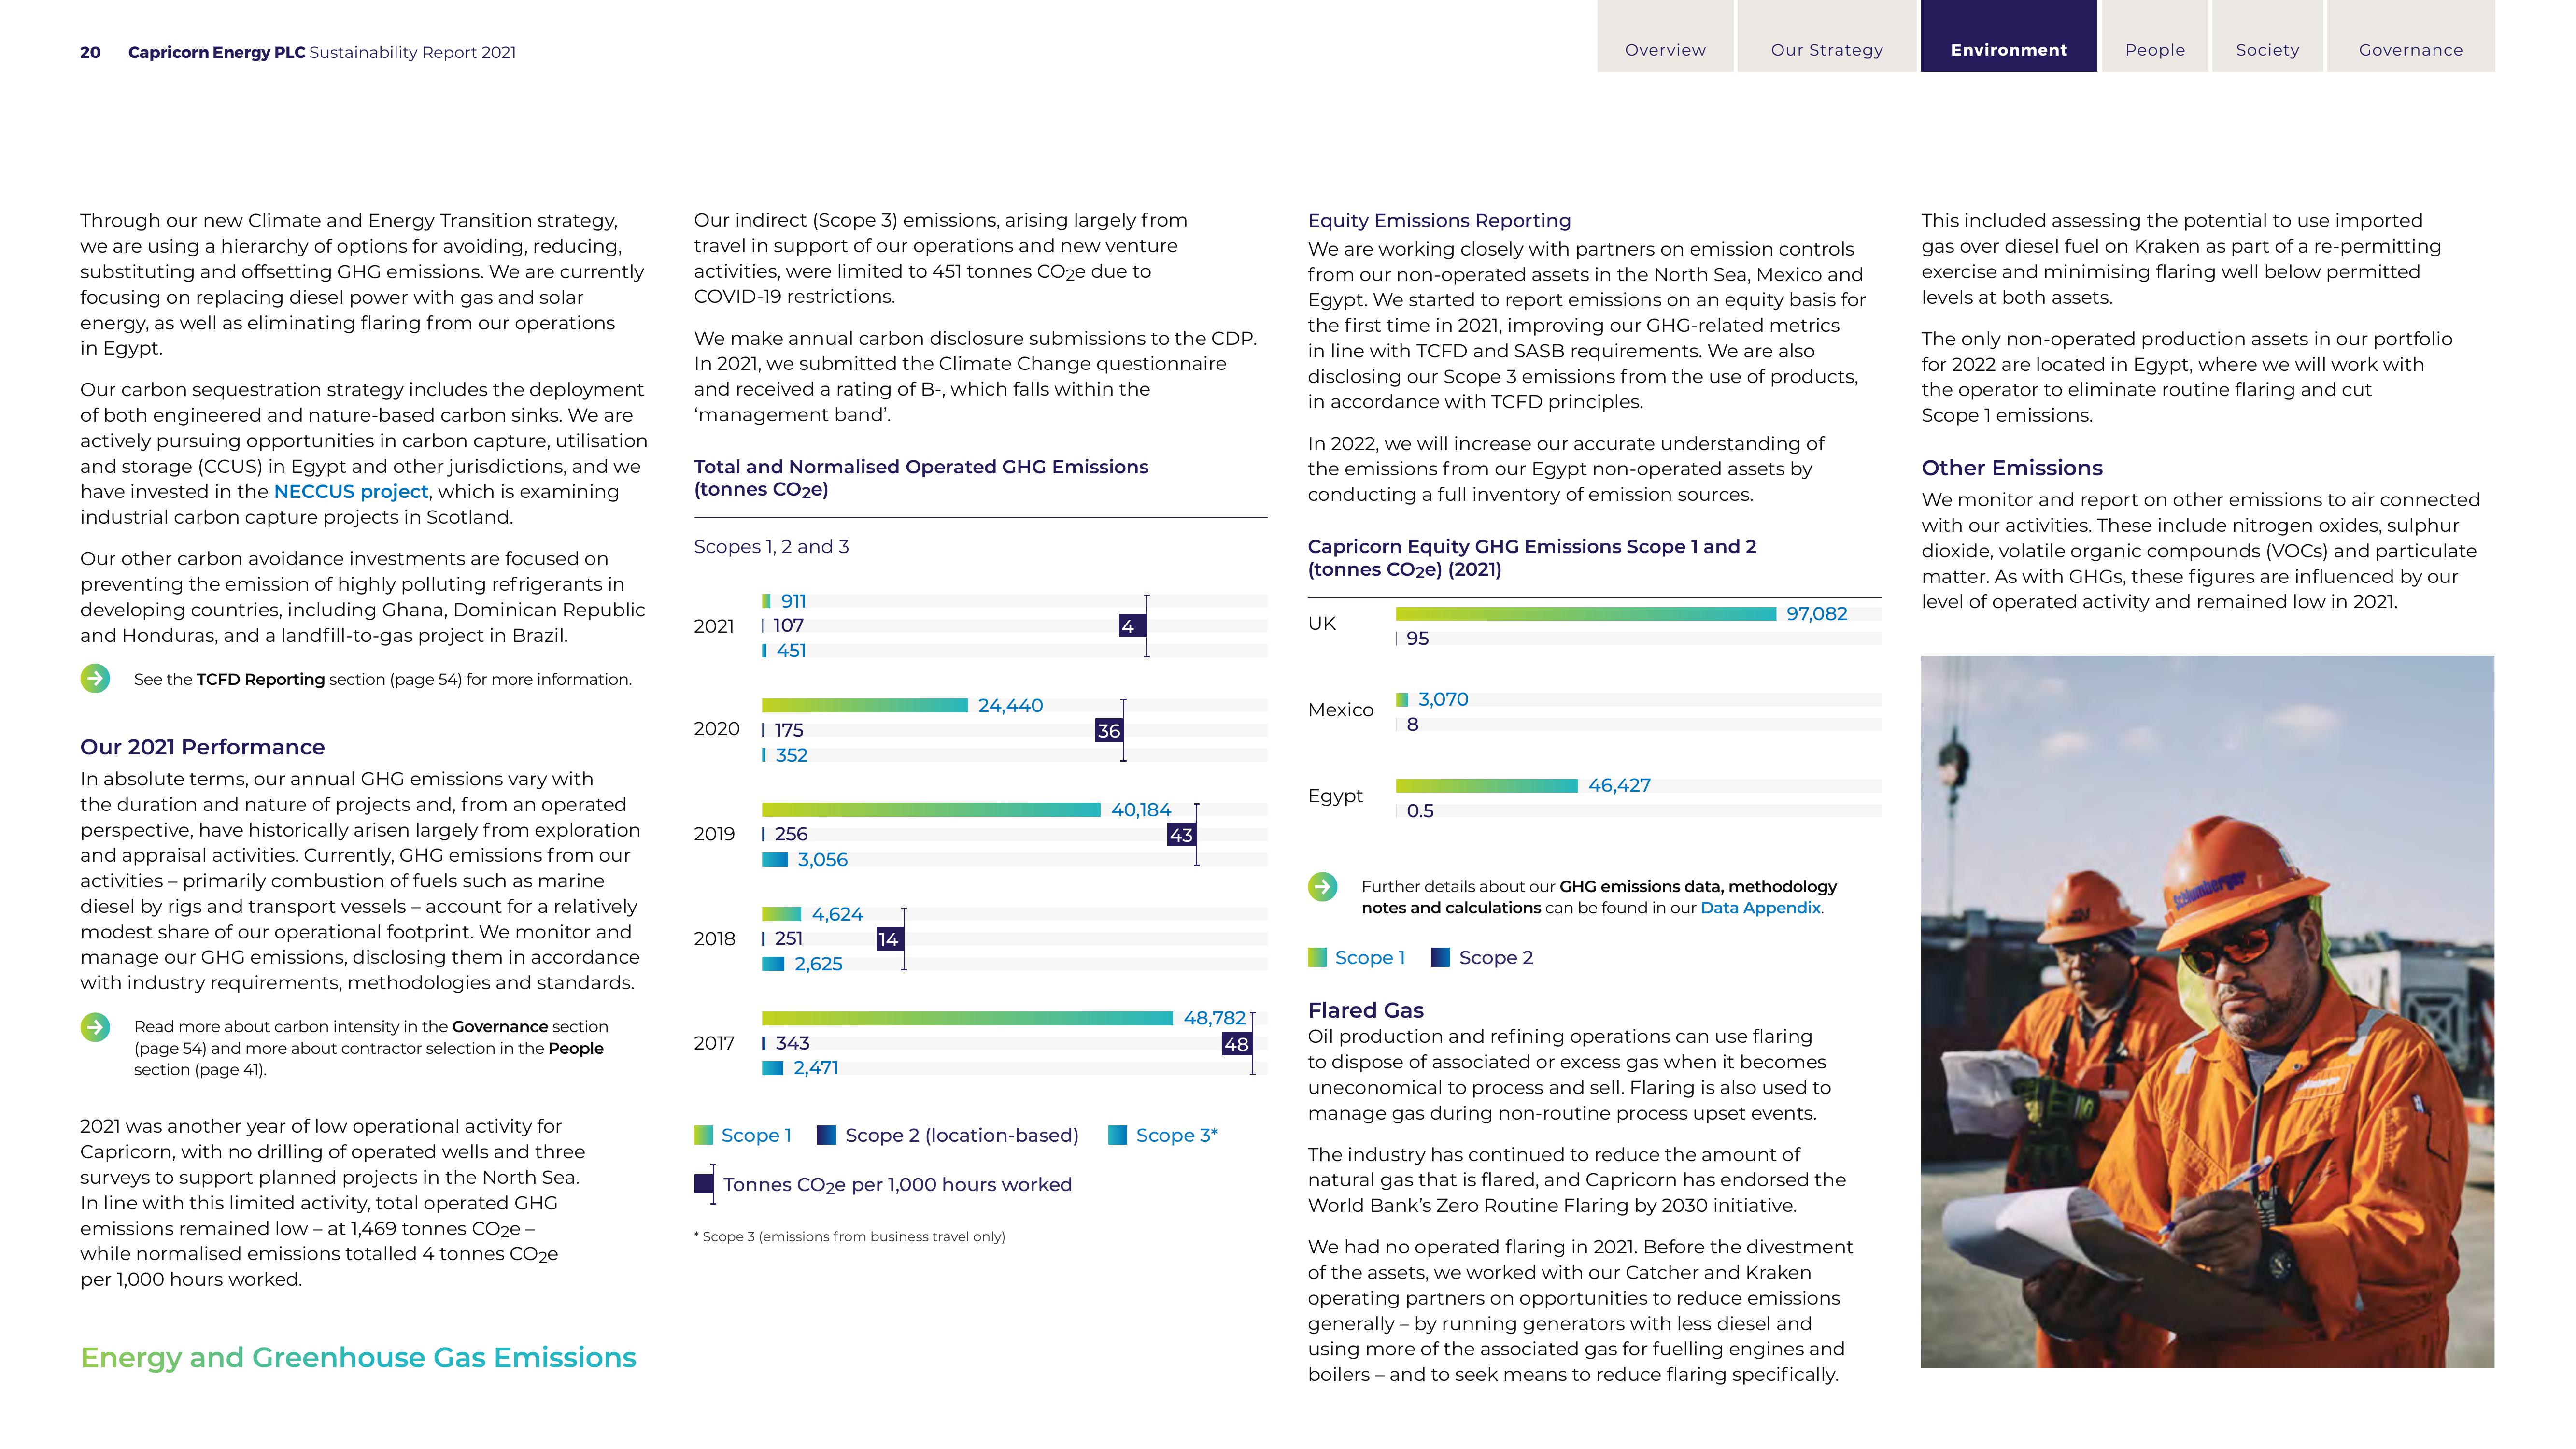 20 Capricorn Energy PLC Sustainability Report 2021
Overview
Our Strategy
Environment
People
Society
Governance
Through our new Climate and Energy Transition strategy,
we are using a hierarchy of options for avoiding, reducing,
substituting and offsetting GHG emissions. We are currently
focusing on replacing diesel power with gas and solar
energy, as well as eliminating flaring from our operations
in Egypt.
Our carbon sequestration strategy includes the deployment
of both engineered and nature-based carbon sinks. We are
actively pursuing opportunities in carbon capture, utilisation
and storage (CCUS) in Egypt and other jurisdictions, and we
have invested in the NECCUS project, which is examining
industrial carbon capture projects in Scotland.
Our other carbon avoidance investments are focused on
preventing the emission of highly polluting refrigerants in
developing countries, including Ghana, Dominican Republic
and Honduras, and a landfill-to-gas project in Brazil.
See the TCFD Reporting section (page 54) for more information.
Our 2021 Performance
In absolute terms, our annual GHG emissions vary with
the duration and nature of projects and, from an operated
perspective, have historically arisen largely from exploration
and appraisal activities. Currently, GHG emissions from our
activities – primarily combustion of fuels such as marine
diesel by rigs and transport vessels – account for a relatively
modest share of our operational footprint. We monitor and
manage our GHG emissions, disclosing them in accordance
with industry requirements, methodologies and standards.
Read more about carbon intensity in the Governance section
(page 54) and more about contractor selection in the People
section (page 41).
2021 was another year of low operational activity for
Capricorn, with no drilling of operated wells and three
surveys to support planned projects in the North Sea.
In line with this limited activity, total operated GHG
emissions remained low – at 1,469 tonnes CO2e –
while normalised emissions totalled 4 tonnes CO2e
per 1,000 hours worked.
Energy and Greenhouse Gas Emissions
Our indirect (Scope 3) emissions, arising largely from
travel in support of our operations and new venture
activities, were limited to 451 tonnes CO2e due to
COVID-19 restrictions.
We make annual carbon disclosure submissions to the CDP.
In 2021, we submitted the Climate Change questionnaire
and received a rating of B-, which falls within the
‘management band’.
Total and Normalised Operated GHG Emissions
(tonnes CO2e)
Scopes 1, 2 and 3
2021
911
107
451
4
2020
24,440
175
352
36
2019
40,184
256
3,056
43
2018
4,624
251
2,625
14
2017
48,782
343
2,471
48
Scope 1
Scope 2 (location-based)
Scope 3*
Tonnes CO2e per 1,000 hours worked
* Scope 3 (emissions from business travel only)
Equity Emissions Reporting
We are working closely with partners on emission controls
from our non-operated assets in the North Sea, Mexico and
Egypt. We started to report emissions on an equity basis for
the first time in 2021, improving our GHG-related metrics
in line with TCFD and SASB requirements. We are also
disclosing our Scope 3 emissions from the use of products,
in accordance with TCFD principles.
In 2022, we will increase our accurate understanding of
the emissions from our Egypt non-operated assets by
conducting a full inventory of emission sources.
Capricorn Equity GHG Emissions Scope 1 and 2
(tonnes CO2e) (2021)
UK
97,082
95
Mexico
3,070
8
Egypt
46,427
0.5
Further details about our GHG emissions data, methodology
notes and calculations can be found in our Data Appendix.
Scope 1
Scope 2
Flared Gas
Oil production and refining operations can use flaring
to dispose of associated or excess gas when it becomes
uneconomical to process and sell. Flaring is also used to
manage gas during non-routine process upset events.
The industry has continued to reduce the amount of
natural gas that is flared, and Capricorn has endorsed the
World Bank’s Zero Routine Flaring by 2030 initiative.
We had no operated flaring in 2021. Before the divestment
of the assets, we worked with our Catcher and Kraken
operating partners on opportunities to reduce emissions
generally – by running generators with less diesel and
using more of the associated gas for fuelling engines and
boilers – and to seek means to reduce flaring specifically.
This included assessing the potential to use imported
gas over diesel fuel on Kraken as part of a re-permitting
exercise and minimising flaring well below permitted
levels at both assets.
The only non-operated production assets in our portfolio
for 2022 are located in Egypt, where we will work with
the operator to eliminate routine flaring and cut
Scope 1 emissions.
Other Emissions
We monitor and report on other emissions to air connected
with our activities. These include nitrogen oxides, sulphur
dioxide, volatile organic compounds (VOCs) and particulate
matter. As with GHGs, these figures are influenced by our
level of operated activity and remained low in 2021.
Schlumberger